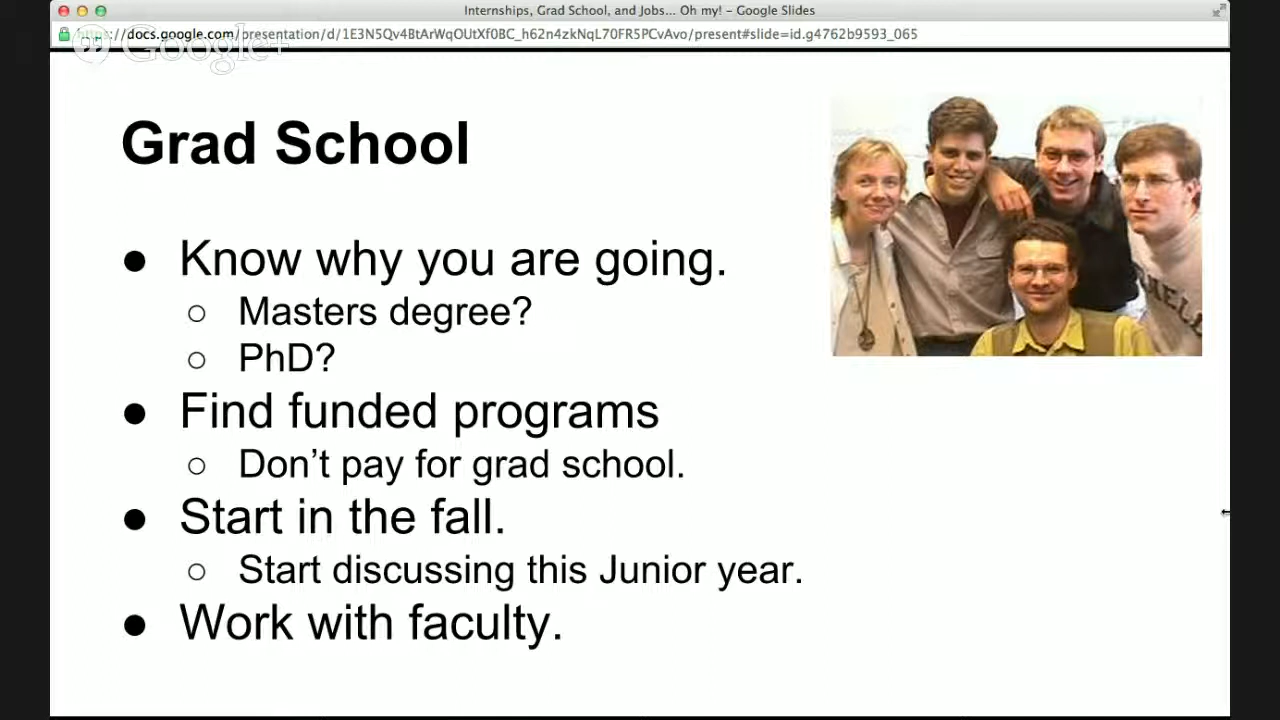 Internships, Grad School, and Jobs... Oh my! – Google Slides
https://docs.google.com/presentation/d/1E3N5Qv4BtArWqOUtXf0BC_h62n4zkNqL70FR5PCvAvo/present#slide=id.g4762b9593_065
Google+
Grad School
● Know why you are going.
○ Masters degree?
○ PhD?
● Find funded programs
○ Don't pay for grad school.
● Start in the fall.
○ Start discussing this Junior year.
● Work with faculty.